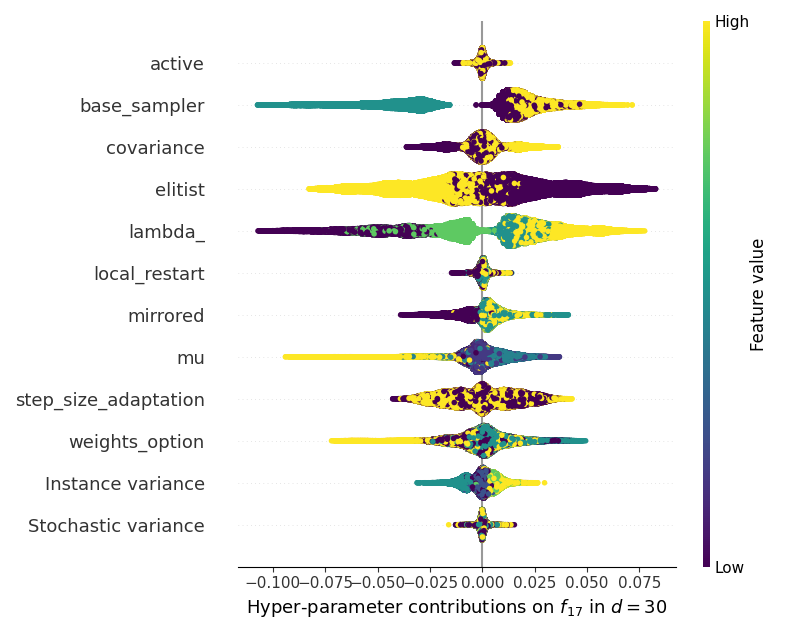 High
active
base_sampler
covariance
elitist
lambda_
local_restart
mirrored
mu
step_size_adaptation
weights_option
Instance variance
Stochastic variance
Feature value
Low
−0.100 −0.075 −0.050 −0.025 0.000 0.025 0.050 0.075
Hyper-parameter contributions on f17 in d = 30